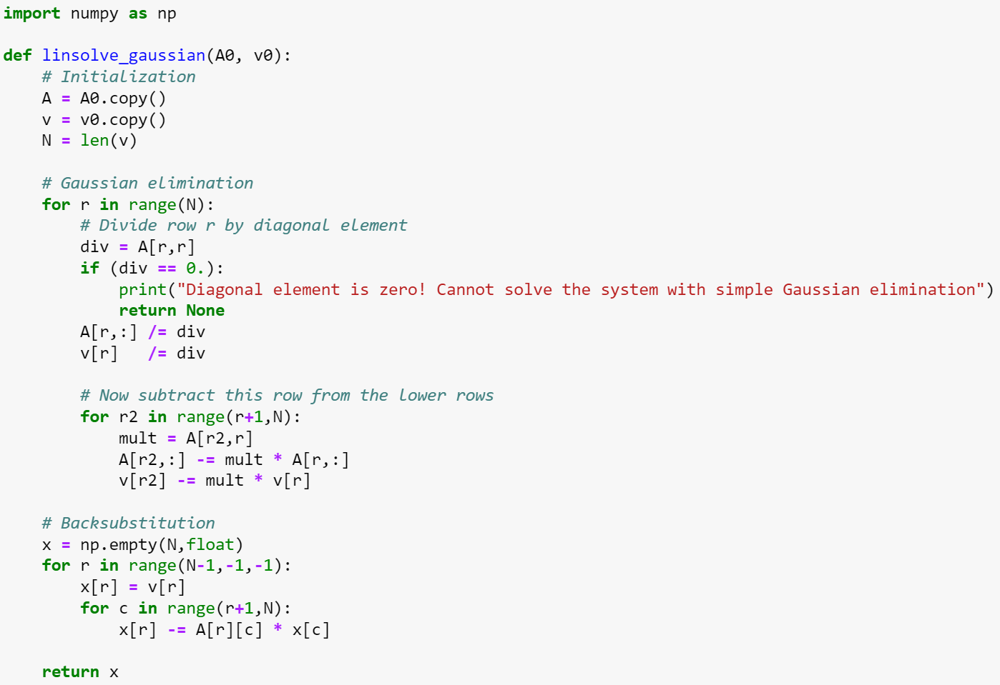 import numpy as np

def linsolve_gaussian(A0, v0):
    # Initialization
    A = A0.copy()
    v = v0.copy()
    N = len(v)

    # Gaussian elimination
    for r in range(N):
        # Divide row r by diagonal element
        div = A[r,r]
        if (div == 0.):
            print("Diagonal element is zero! Cannot solve the system with simple Gaussian elimination")
            return None
        A[r,:] /= div
        v[r]   /= div

        # Now subtract this row from the lower rows
        for r2 in range(r+1,N):
            mult = A[r2,r]
            A[r2,:] -= mult * A[r,:]
            v[r2] -= mult * v[r]

    # Backsubstitution
    x = np.empty(N,float)
    for r in range(N-1,-1,-1):
        x[r] = v[r]
        for c in range(r+1,N):
            x[r] -= A[r][c] * x[c]

    return x